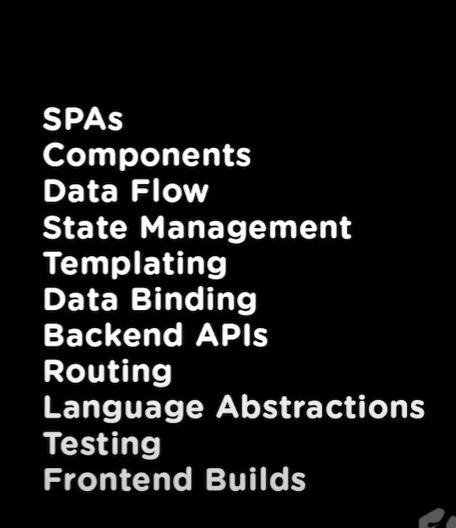 SPAs
Components
Data Flow
State Management
Templating
Data Binding
Backend APIs
Routing
Language Abstractions
Testing
Frontend Builds